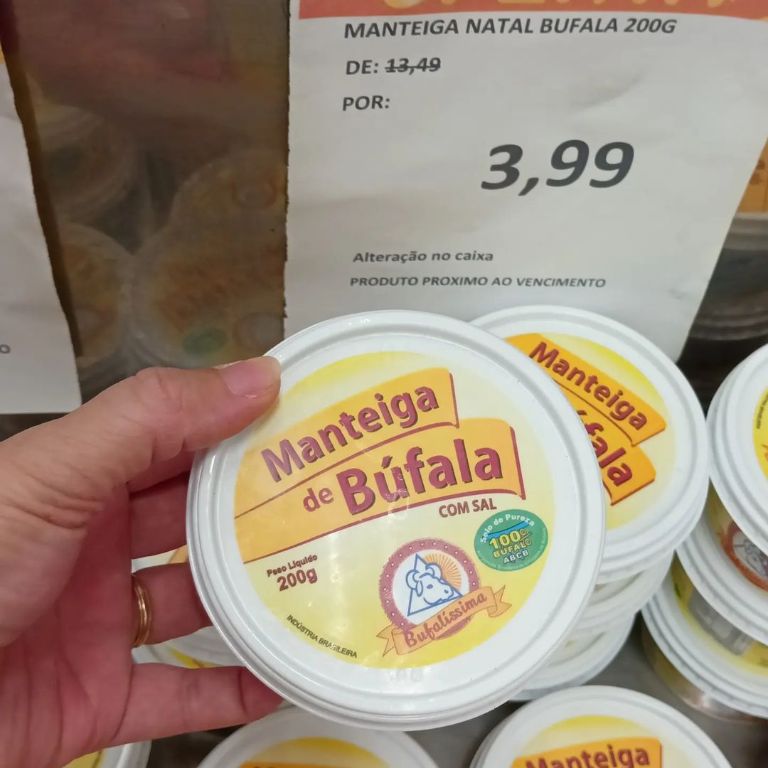 MANTEIGA NATAL BUFALA 200G
DE: 13,49
POR:
3,99
Alteração no caixa
PRODUTO PROXIMO AO VENCIMENTO
Manteiga
de Búfala
COM SAL
Selo de Pureza
100%
BUFALO
ABCB
Peso Líquido
200g
INDÚSTRIA BRASILEIRA
Bufalíssima
Manteiga
Manteiga